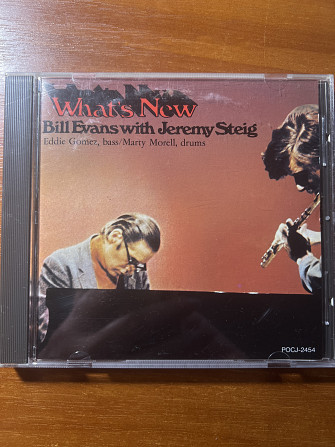 What's New
Bill Evans with Jeremy Steig
Eddie Gomez, bass/Marty Morell, drums
POCJ-2454